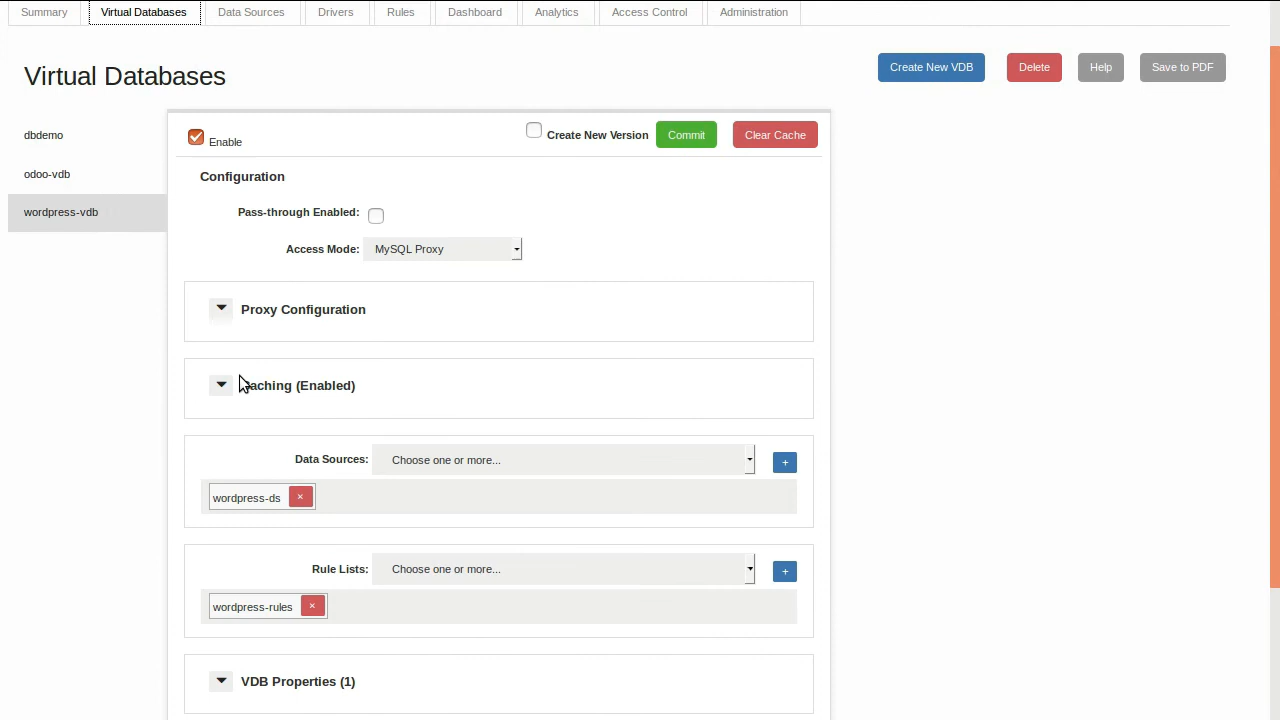 Summary Virtual Databases Data Sources Drivers Rules Dashboard Analytics Access Control Administration
Virtual Databases
Create New VDB Delete Help Save to PDF
dbdemo
odoo-vdb
wordpress-vdb
Enable
Create New Version Commit Clear Cache
Configuration
Pass-through Enabled:
Access Mode: MySQL Proxy
Proxy Configuration
aching (Enabled)
Data Sources: Choose one or more... +
wordpress-ds ×
Rule Lists: Choose one or more... +
wordpress-rules ×
VDB Properties (1)